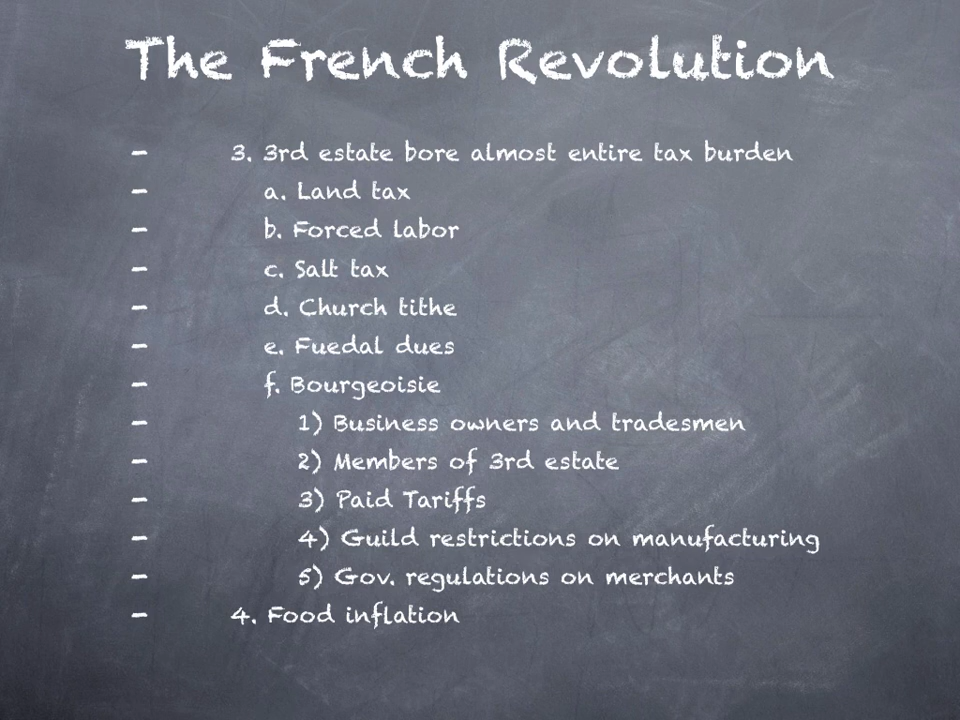 The French Revolution
- 3. 3rd estate bore almost entire tax burden
- a. Land tax
- b. Forced labor
- c. Salt tax
- d. Church tithe
- e. Fuedal dues
- f. Bourgeoisie
- 1) Business owners and tradesmen
- 2) Members of 3rd estate
- 3) Paid Tariffs
- 4) Guild restrictions on manufacturing
- 5) Gov. regulations on merchants
- 4. Food inflation